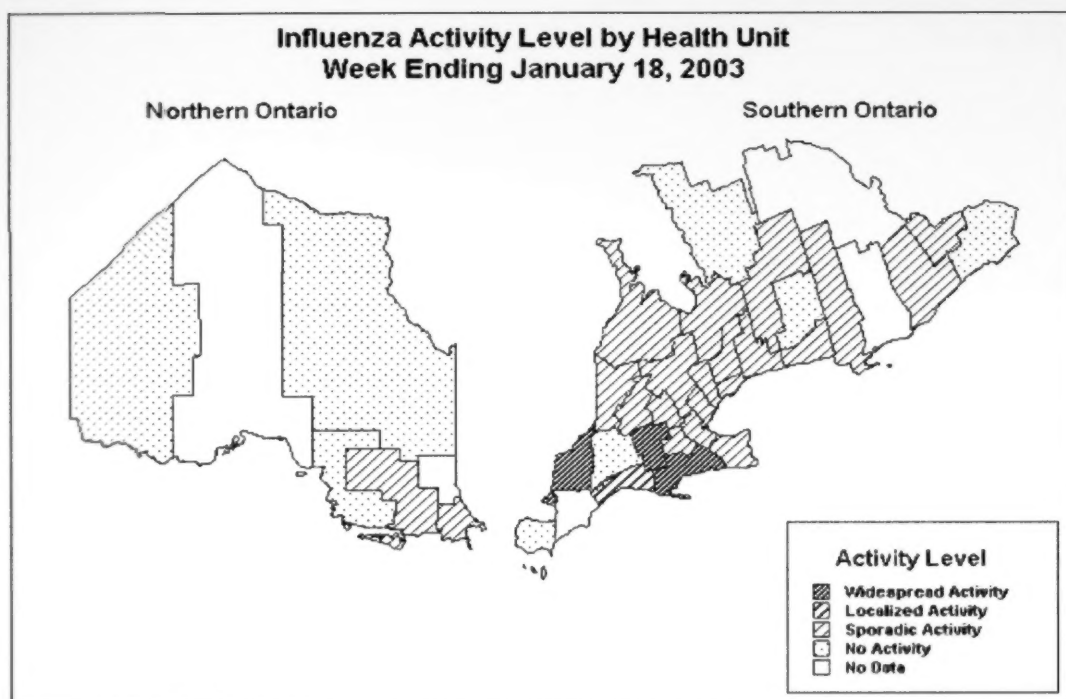 Influenza Activity Level by Health Unit
Week Ending January 18, 2003
Northern Ontario
Southern Ontario
Activity Level
Widespread Activity
Localized Activity
Sporadic Activity
No Activity
No Data